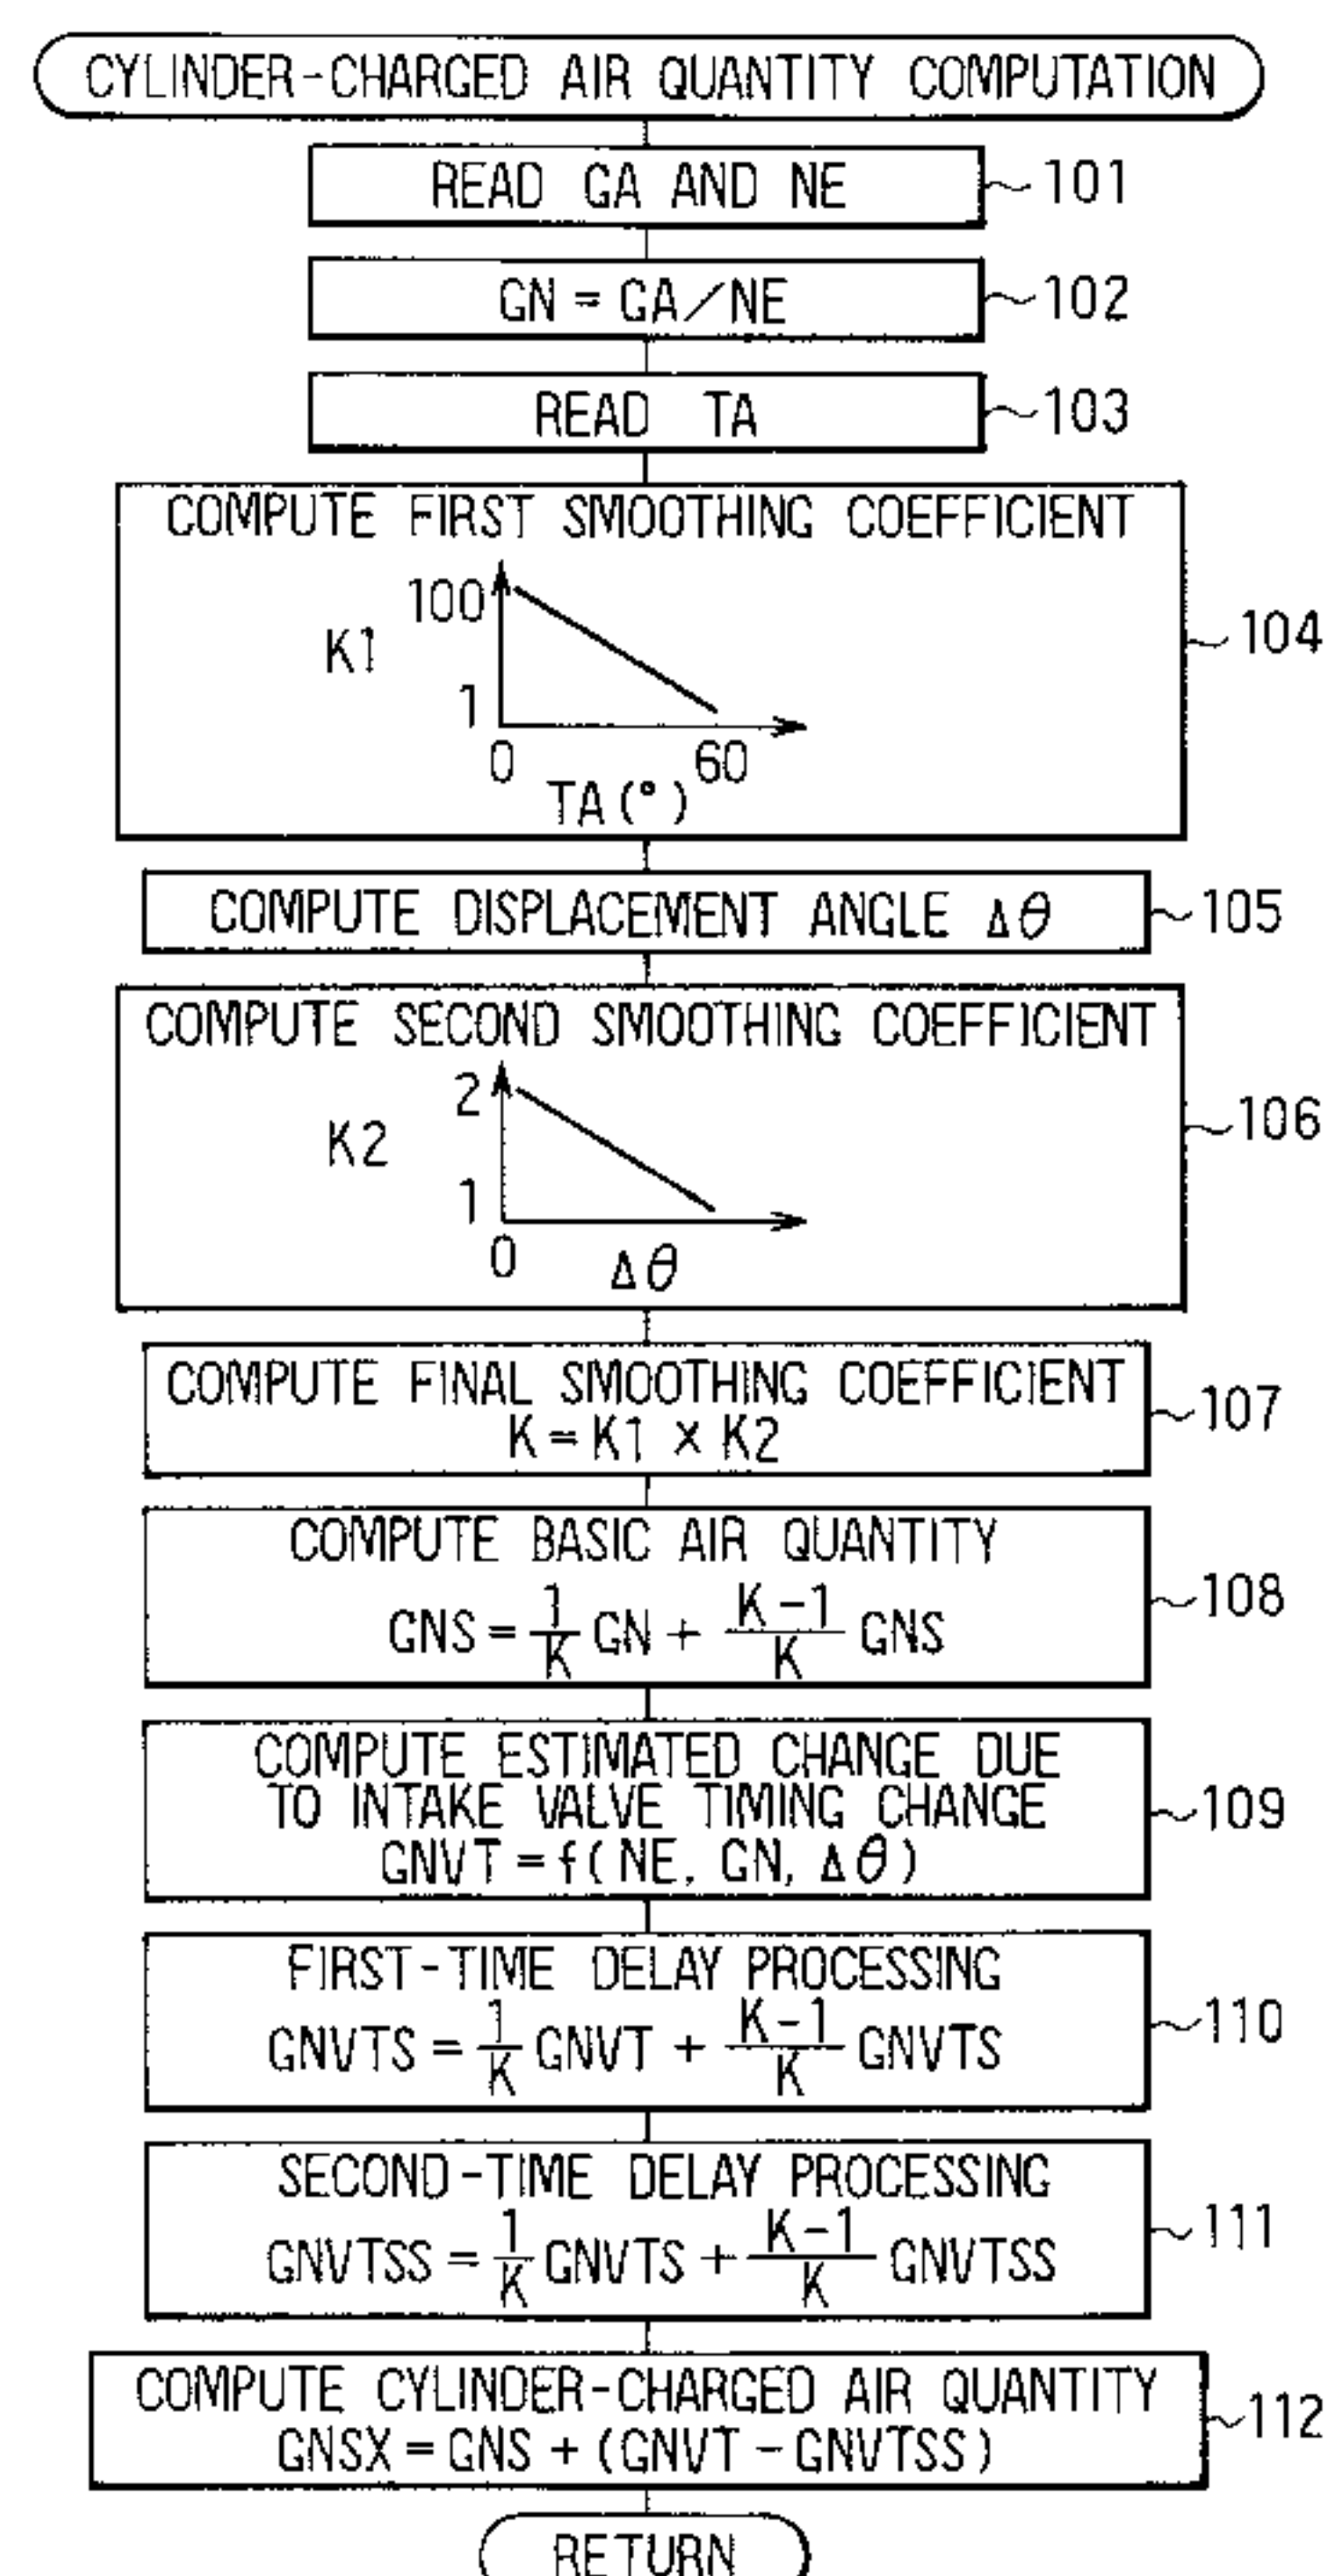 CYLINDER-CHARGED AIR QUANTITY COMPUTATION
READ GA AND NE
101
GN = GA/NE
102
READ TA
103
COMPUTE FIRST SMOOTHING COEFFICIENT
100
K1
1
0
60
TA (°)
104
COMPUTE DISPLACEMENT ANGLE Δθ
105
COMPUTE SECOND SMOOTHING COEFFICIENT
2
K2
1
0
Δθ
106
COMPUTE FINAL SMOOTHING COEFFICIENT
K = K1 × K2
107
COMPUTE BASIC AIR QUANTITY
GNS = 1/K GN + K-1/K GNS
108
COMPUTE ESTIMATED CHANGE DUE
TO INTAKE VALVE TIMING CHANGE
GNVT = f( NE, GN, Δθ )
109
FIRST-TIME DELAY PROCESSING
GNVTS = 1/K GNVT + K-1/K GNVTS
110
SECOND-TIME DELAY PROCESSING
GNVTSS = 1/K GNVTS + K-1/K GNVTSS
111
COMPUTE CYLINDER-CHARGED AIR QUANTITY
GNSX = GNS + (GNVT - GNVTSS)
112
RETURN